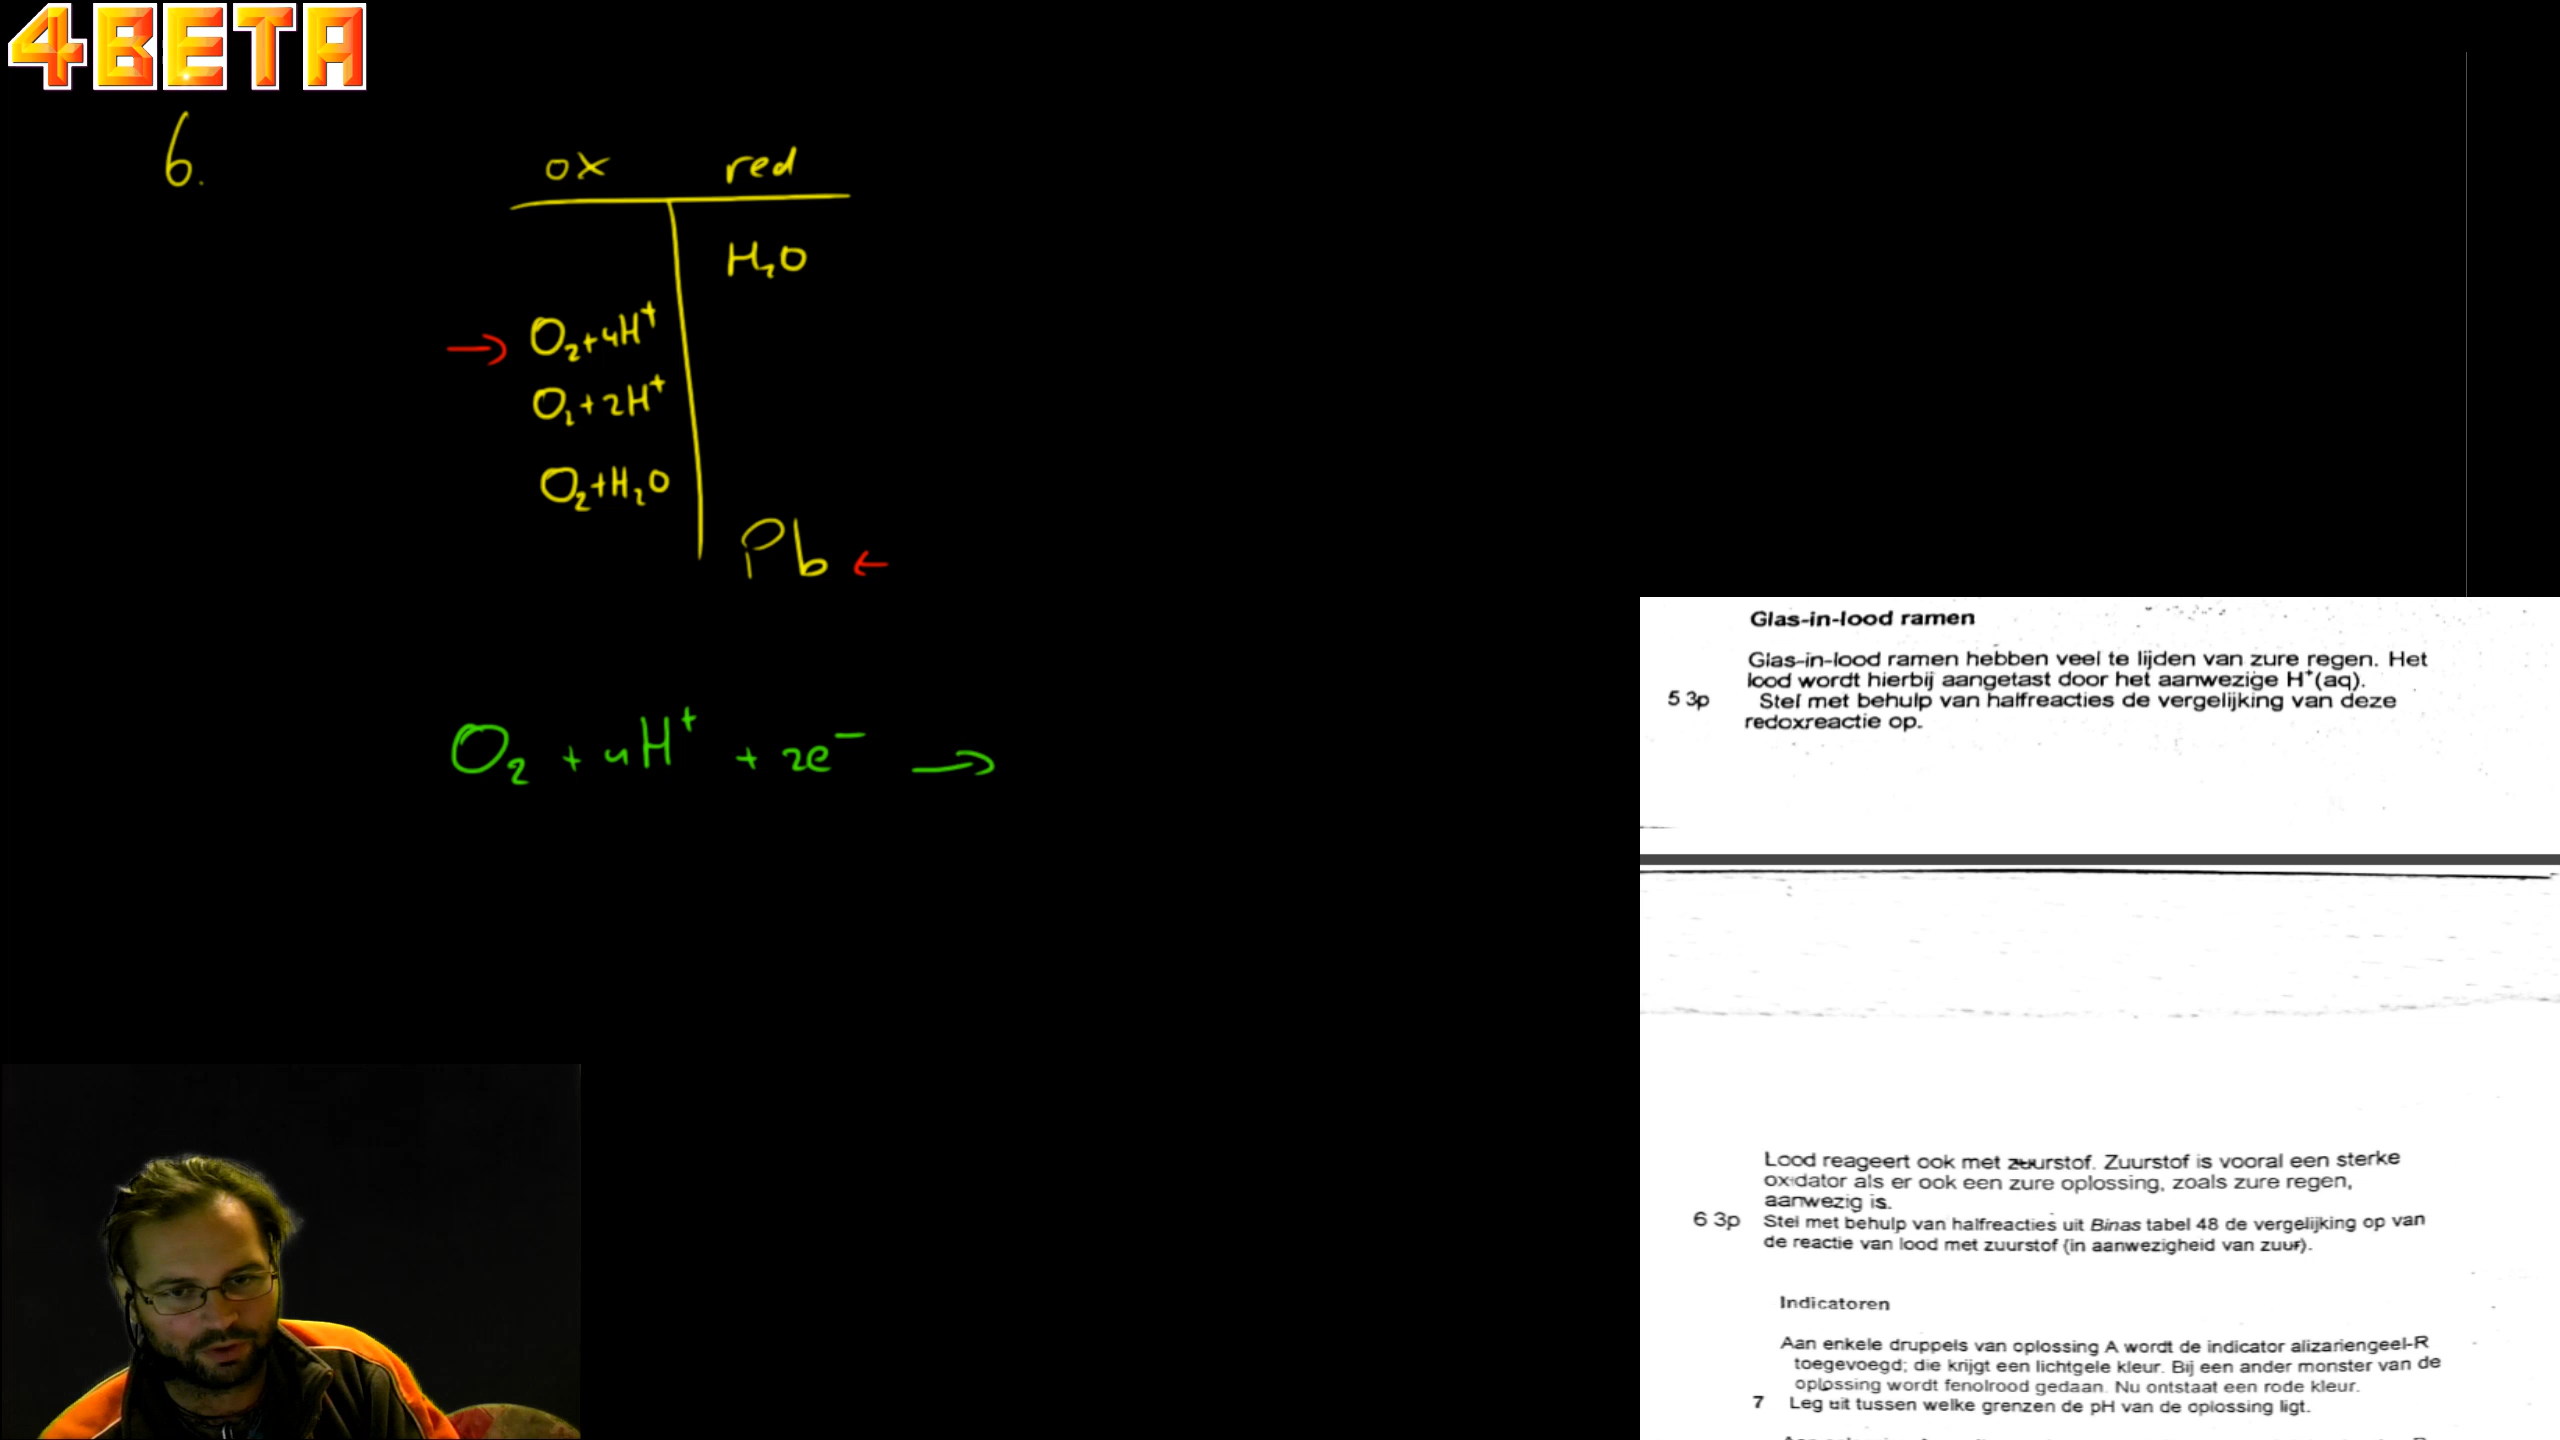 4BETA
6.
ox red
H₂O
O₂+4H⁺
O₂+2H⁺
O₂+H₂O
Pb
O₂ + 4H⁺ + 2e⁻ →
Glas-in-lood ramen
Glas-in-lood ramen hebben veel te lijden van zure regen. Het
lood wordt hierbij aangetast door het aanwezige H⁺(aq).
5 3p Stel met behulp van halfreacties de vergelijking van deze
redoxreactie op.
Lood reageert ook met zuurstof. Zuurstof is vooral een sterke
oxidator als er ook een zure oplossing, zoals zure regen,
aanwezig is.
6 3p Stel met behulp van halfreacties uit Binas tabel 48 de vergelijking op van
de reactie van lood met zuurstof (in aanwezigheid van zuur).
Indicatoren
Aan enkele druppels van oplossing A wordt de indicator alizariengeel-R
toegevoegd; die krijgt een lichtgele kleur. Bij een ander monster van de
oplossing wordt fenolrood gedaan. Nu ontstaat een rode kleur.
7 Leg uit tussen welke grenzen de pH van de oplossing ligt.